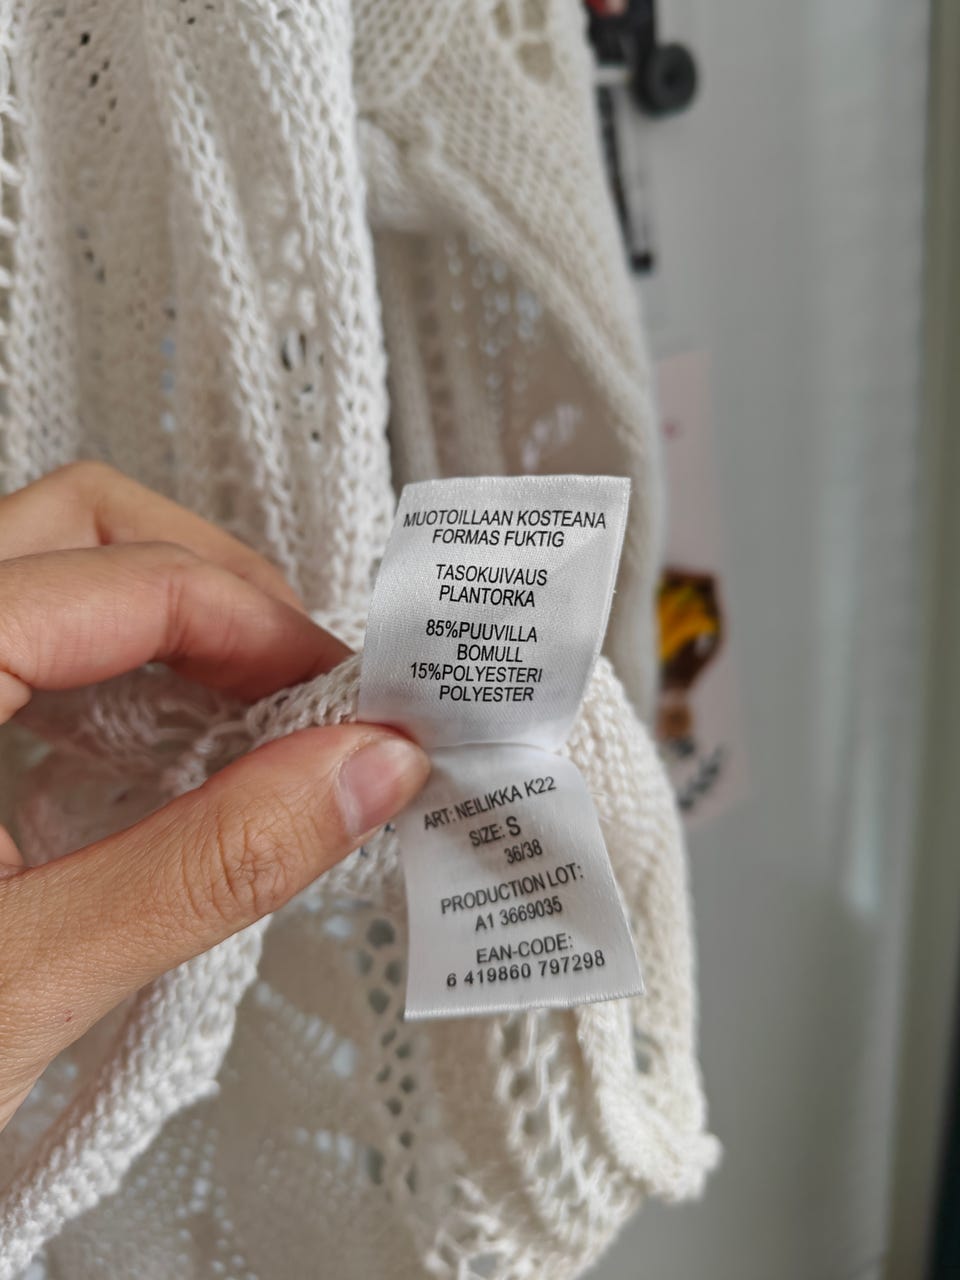 MUOTOILLAAN KOSTEANA
FORMAS FUKTIG
TASOKUIVAUS
PLANTORKA
85%PUUVILLA
BOMULL
15%POLYESTERI
POLYESTER
ART: NEILIKKA K22
SIZE: S
36/38
PRODUCTION LOT:
A1 3669035
EAN-CODE:
6 419860 797298